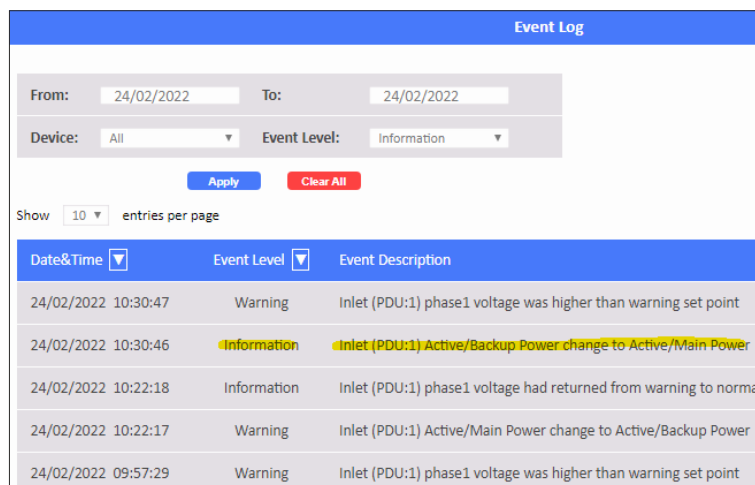 Event Log
From: 24/02/2022 To: 24/02/2022
Device: All Event Level: Information
Apply Clear All
Show 10 entries per page
Date&Time Event Level Event Description
24/02/2022 10:30:47 Warning Inlet (PDU:1) phase1 voltage was higher than warning set point
24/02/2022 10:30:46 Information Inlet (PDU:1) Active/Backup Power change to Active/Main Power
24/02/2022 10:22:18 Information Inlet (PDU:1) phase1 voltage had returned from warning to norma
24/02/2022 10:22:17 Warning Inlet (PDU:1) Active/Main Power change to Active/Backup Power
24/02/2022 09:57:29 Warning Inlet (PDU:1) phase1 voltage was higher than warning set point